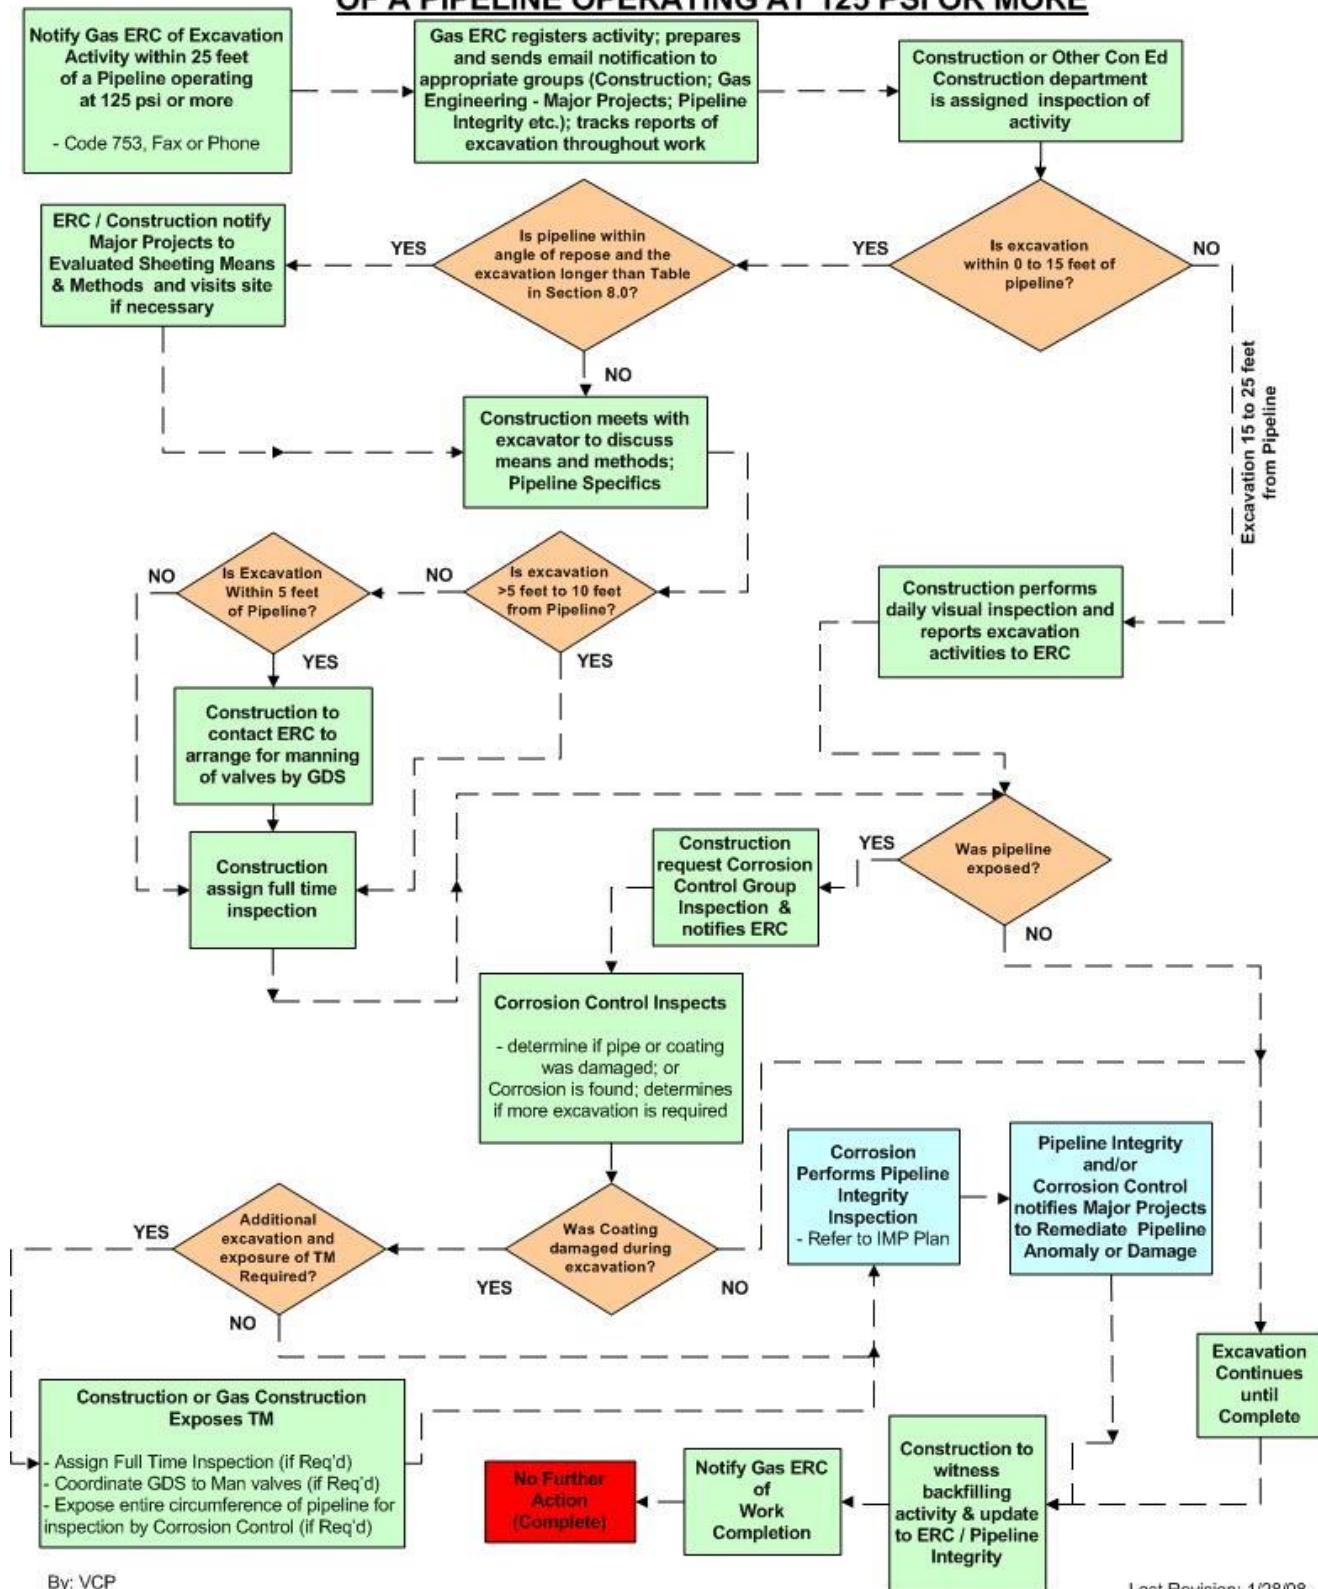 OF A PIPELINE OPERATING AT 125 PSI OR MORE
Notify Gas ERC of Excavation
Activity within 25 feet
of a Pipeline operating
at 125 psi or more
- Code 753, Fax or Phone
Gas ERC registers activity; prepares
and sends email notification to
appropriate groups (Construction; Gas
Engineering - Major Projects; Pipeline
Integrity etc.); tracks reports of
excavation throughout work
Construction or Other Con Ed
Construction department
is assigned inspection of
activity
ERC / Construction notify
Major Projects to
Evaluated Sheeting Means
& Methods and visits site
if necessary
YES
Is pipeline within
angle of repose and the
excavation longer than Table
in Section 8.0?
YES
Is excavation
within 0 to 15 feet of
pipeline?
NO
NO
Excavation 15 to 25 feet
from Pipeline
Construction meets with
excavator to discuss
means and methods;
Pipeline Specifics
NO
Is Excavation
Within 5 feet
of Pipeline?
NO
Is excavation
>5 feet to 10 feet
from Pipeline?
Construction performs
daily visual inspection and
reports excavation
activities to ERC
YES
YES
Construction to
contact ERC to
arrange for manning
of valves by GDS
Construction
assign full time
inspection
Construction
request Corrosion
Control Group
Inspection &
notifies ERC
YES
Was pipeline
exposed?
NO
Corrosion Control Inspects
- determine if pipe or coating
was damaged; or
Corrosion is found; determines
if more excavation is required
Corrosion
Performs Pipeline
Integrity
Inspection
- Refer to IMP Plan
Pipeline Integrity
and/or
Corrosion Control
notifies Major Projects
to Remediate Pipeline
Anomaly or Damage
YES
Additional
excavation and
exposure of TM
Required?
Was Coating
damaged during
excavation?
YES
NO
NO
Excavation
Continues
until
Complete
Construction or Gas Construction
Exposes TM
- Assign Full Time Inspection (if Req'd)
- Coordinate GDS to Man valves (if Req'd)
- Expose entire circumference of pipeline for
inspection by Corrosion Control (if Req'd)
No Further
Action
(Complete)
Notify Gas ERC
of
Work
Completion
Construction to
witness
backfilling
activity & update
to ERC / Pipeline
Integrity
By: VCP
Last Revision: 1/28/08